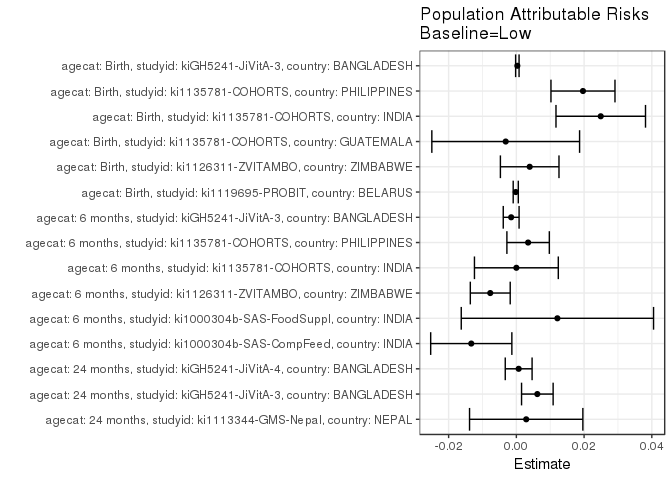 Population Attributable Risks
Baseline=Low
agecat: Birth, studyid: kiGH5241-JiVitA-3, country: BANGLADESH
agecat: Birth, studyid: ki1135781-COHORTS, country: PHILIPPINES
agecat: Birth, studyid: ki1135781-COHORTS, country: INDIA
agecat: Birth, studyid: ki1135781-COHORTS, country: GUATEMALA
agecat: Birth, studyid: ki1126311-ZVITAMBO, country: ZIMBABWE
agecat: Birth, studyid: ki1119695-PROBIT, country: BELARUS
agecat: 6 months, studyid: kiGH5241-JiVitA-3, country: BANGLADESH
agecat: 6 months, studyid: ki1135781-COHORTS, country: PHILIPPINES
agecat: 6 months, studyid: ki1135781-COHORTS, country: INDIA
agecat: 6 months, studyid: ki1126311-ZVITAMBO, country: ZIMBABWE
agecat: 6 months, studyid: ki1000304b-SAS-FoodSuppl, country: INDIA
agecat: 6 months, studyid: ki1000304b-SAS-CompFeed, country: INDIA
agecat: 24 months, studyid: kiGH5241-JiVitA-4, country: BANGLADESH
agecat: 24 months, studyid: kiGH5241-JiVitA-3, country: BANGLADESH
agecat: 24 months, studyid: ki1113344-GMS-Nepal, country: NEPAL
-0.02 0.00 0.02 0.04
Estimate